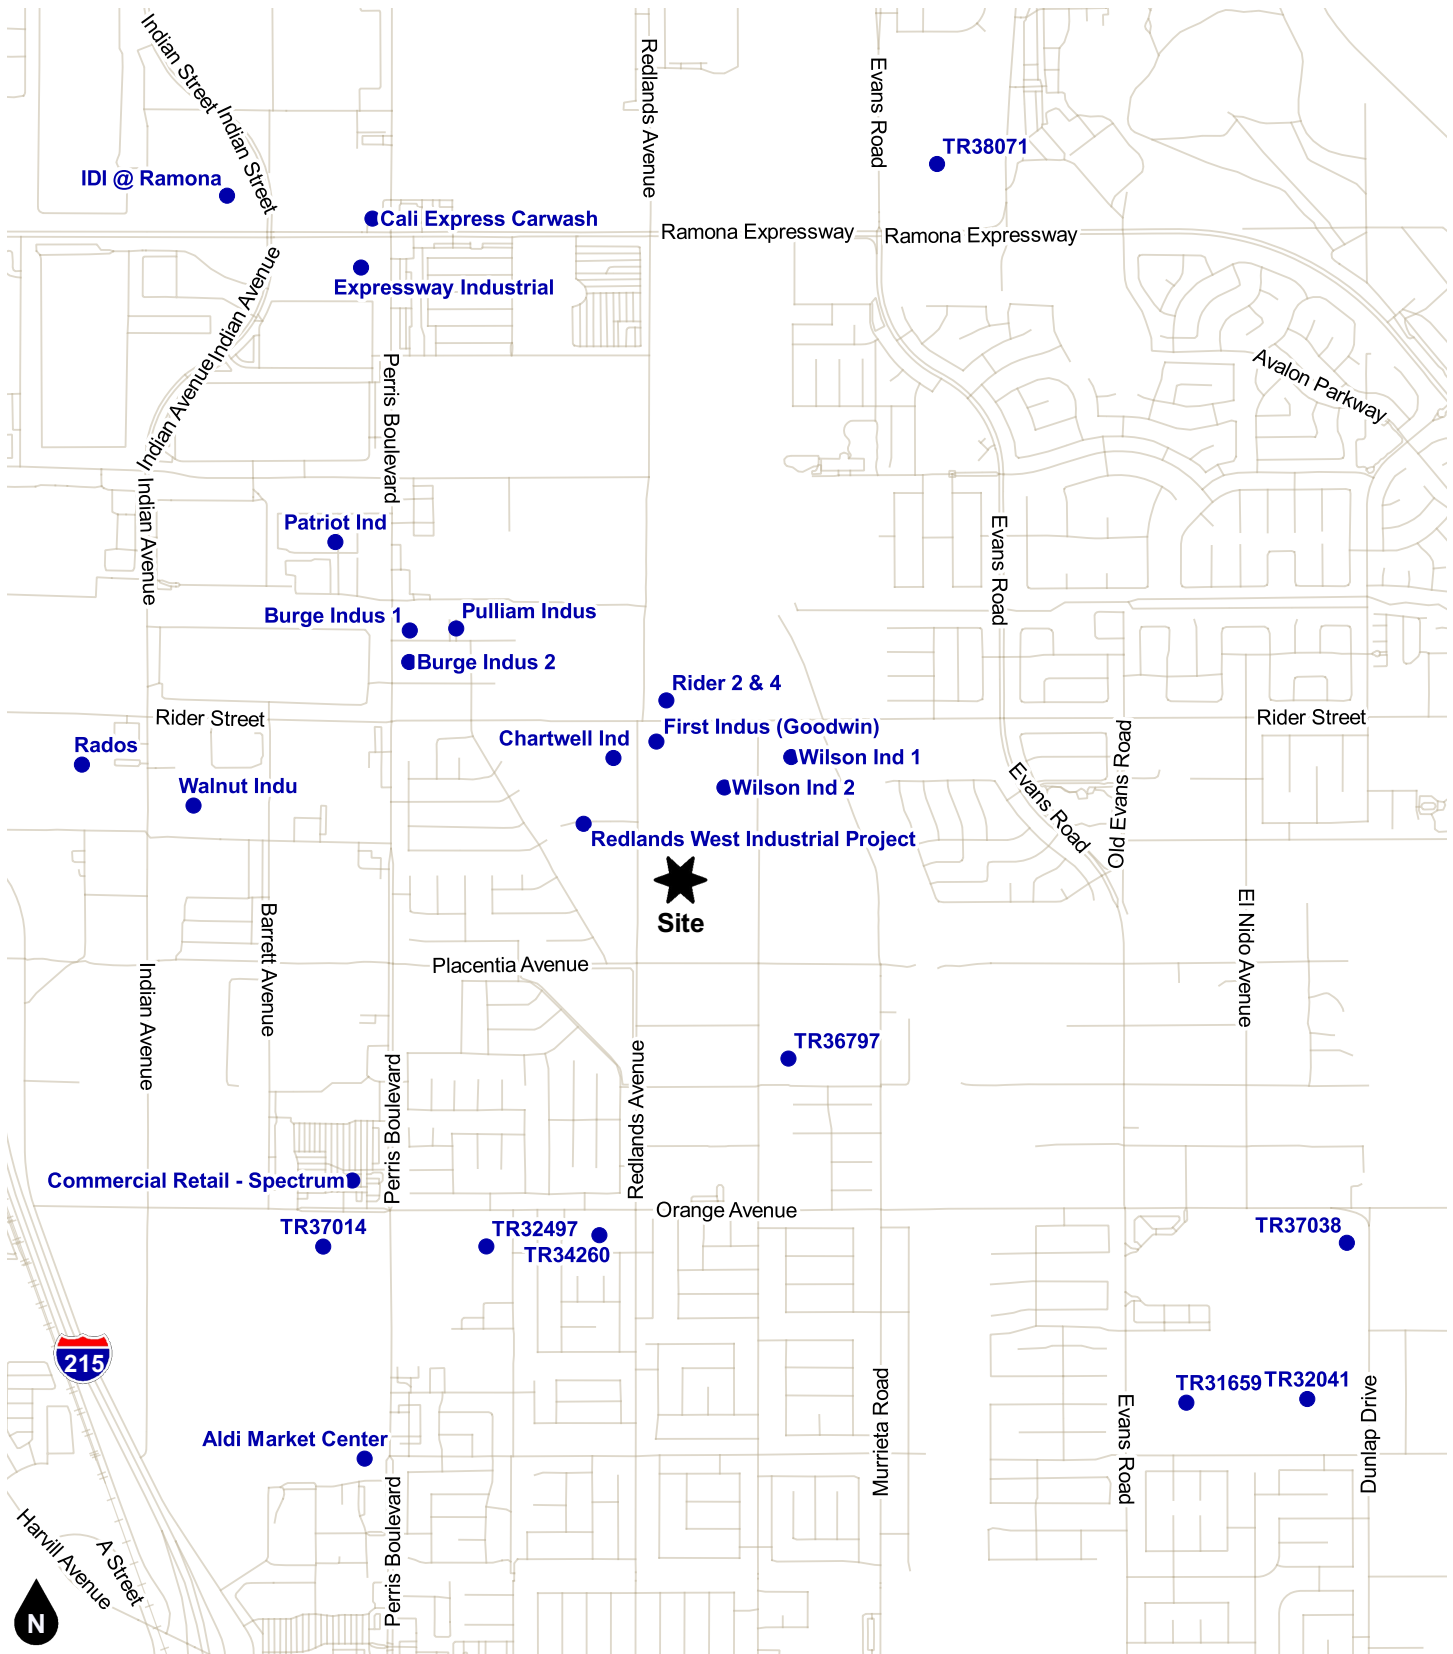 Indian Street
Indian Street
Redlands Avenue
Evans Road
TR38071
IDI @ Ramona
Cali Express Carwash
Ramona Expressway
Ramona Expressway
Expressway Industrial
Indian Avenue
Indian Avenue
Avalon Parkway
Perris Boulevard
Indian Avenue
Patriot Ind
Evans Road
Burge Indus 1
Pulliam Indus
Burge Indus 2
Rider 2 & 4
Rider Street
First Indus (Goodwin)
Rider Street
Chartwell Ind
Rados
Wilson Ind 1
Walnut Indu
Wilson Ind 2
Evans Road
Old Evans Road
Redlands West Industrial Project
Site
Barrett Avenue
El Nido Avenue
Placentia Avenue
Indian Avenue
TR36797
Perris Boulevard
Redlands Avenue
Commercial Retail - Spectrum
Orange Avenue
TR37014
TR32497
TR34260
TR37038
215
TR31659
TR32041
Murrieta Road
Evans Road
Dunlap Drive
Aldi Market Center
Perris Boulevard
Harvill Avenue
A Street
N